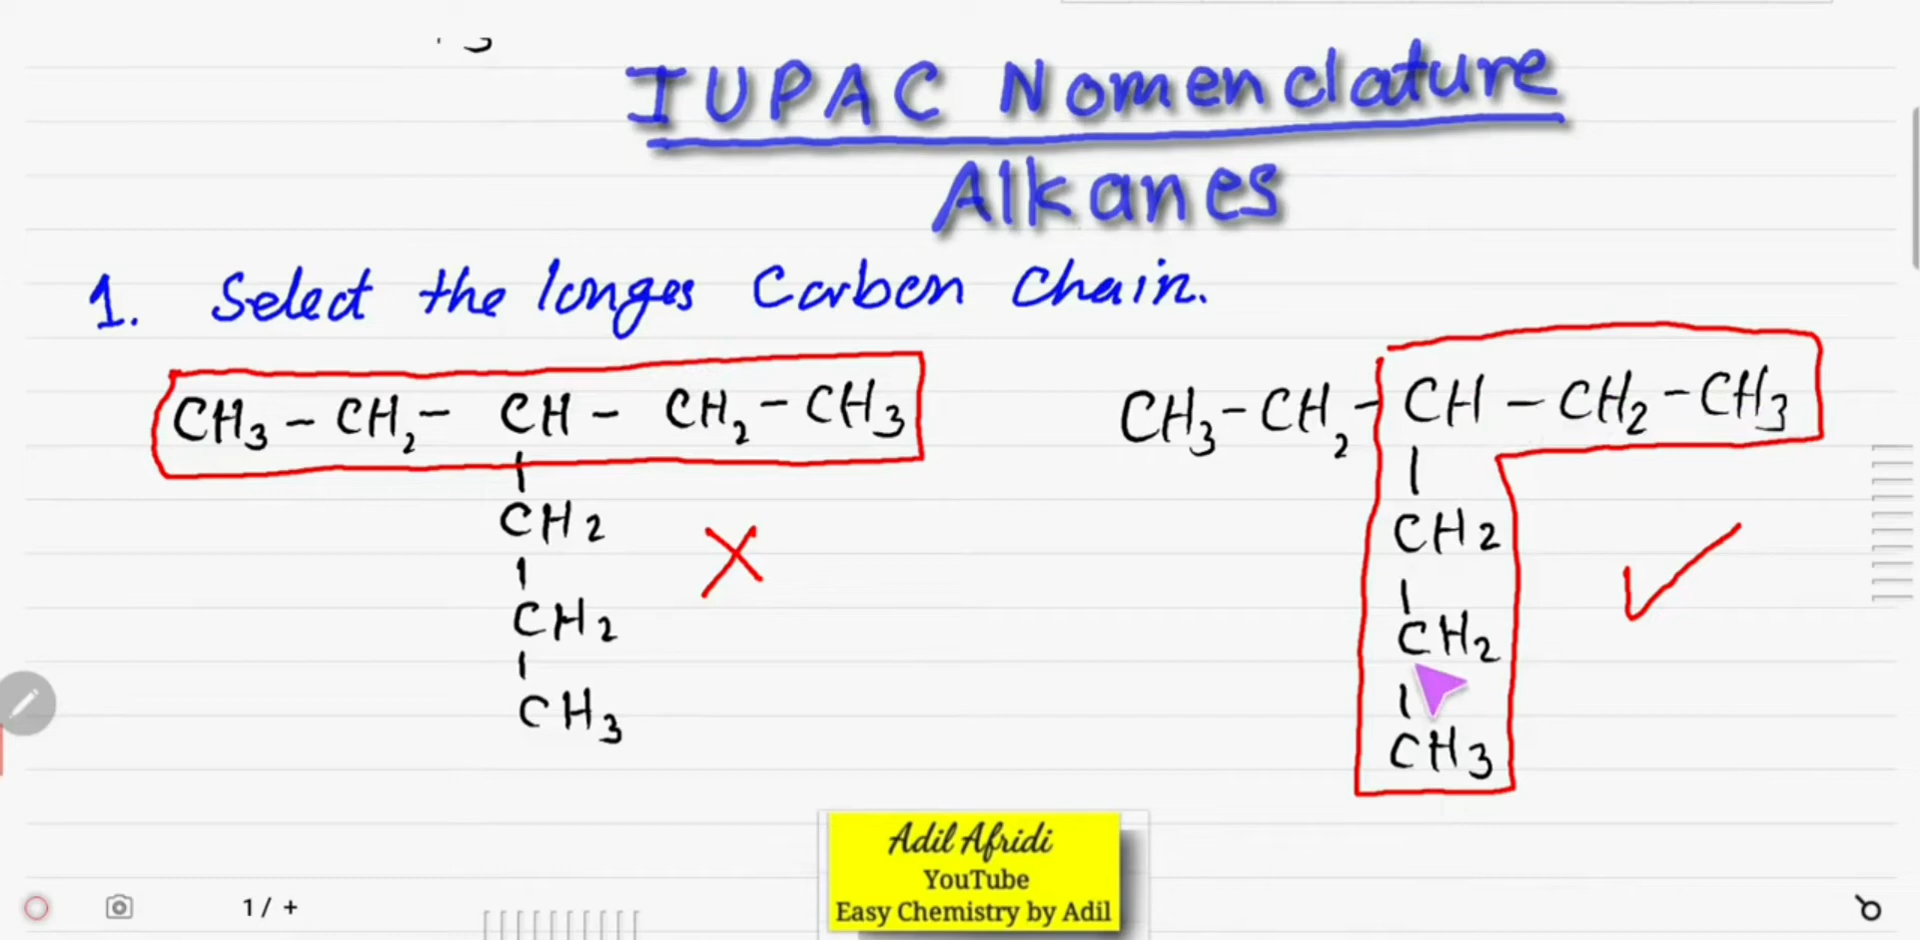 IUPAC Nomenclature
Alkanes
1. Select the longes Carbon Chain.
CH₃ – CH₂ – CH – CH₂ – CH₃
CH₂
CH₂
CH₃
CH₃ – CH₂ – CH – CH₂ – CH₃
CH₂
CH₂
CH₃
Adil Afridi
YouTube
Easy Chemistry by Adil
1 / +